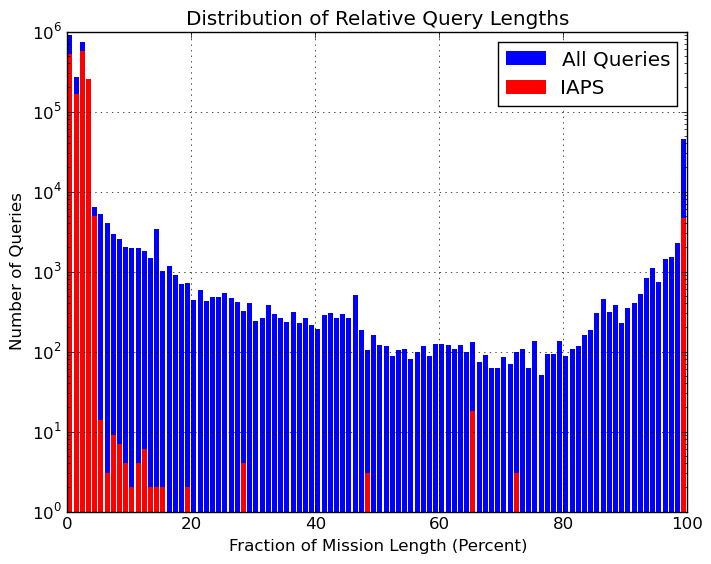 Distribution of Relative Query Lengths
All Queries
IAPS
Number of Queries
10^6
10^5
10^4
10^3
10^2
10^1
10^0
0 20 40 60 80 100
Fraction of Mission Length (Percent)